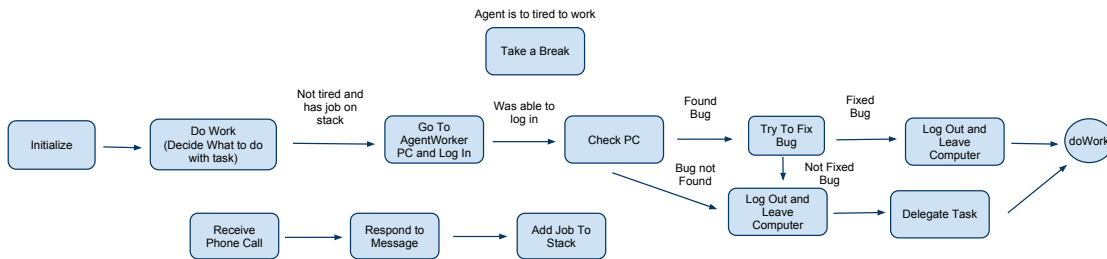 Agent is to tired to work
Take a Break
Not tired and
has job on
stack
Was able to
log in
Found
Bug
Fixed
Bug
Initialize
Do Work
(Decide What to do
with task)
Go To
AgentWorker
PC and Log In
Check PC
Try To Fix
Bug
Log Out and
Leave
Computer
doWork
Bug not
Found
Not Fixed
Bug
Log Out and
Leave
Computer
Delegate Task
Receive
Phone Call
Respond to
Message
Add Job To
Stack